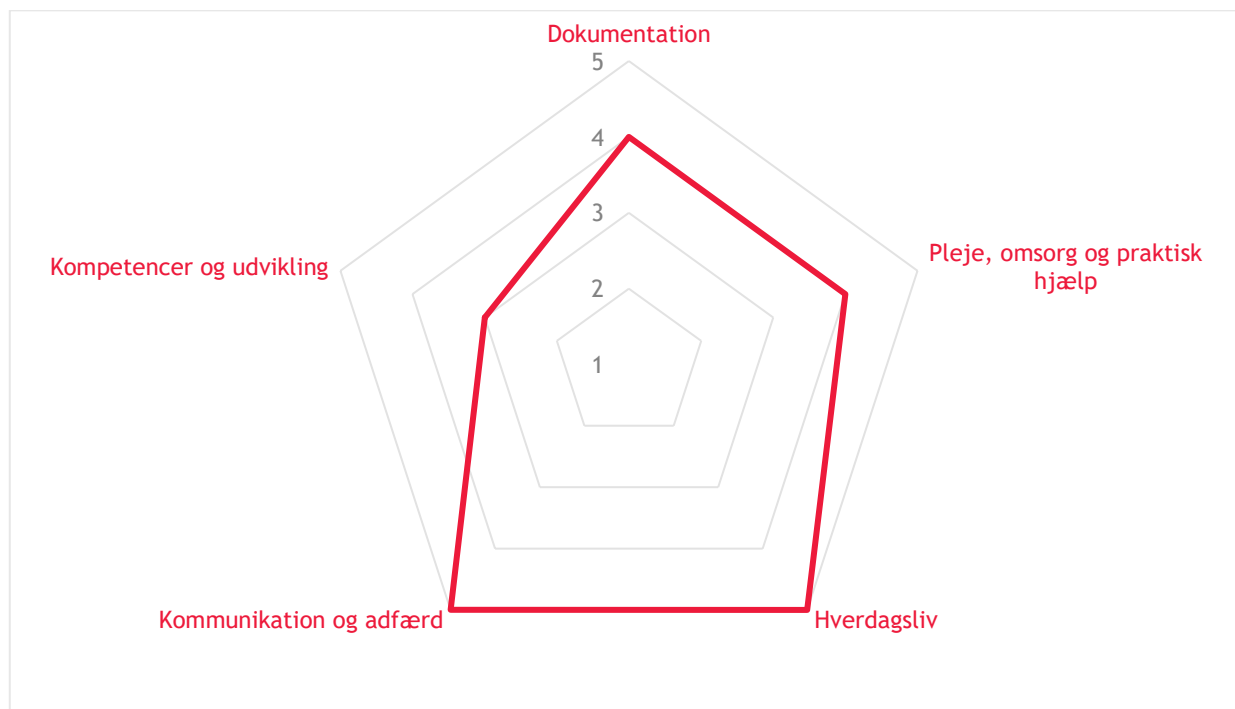 Dokumentation
5
4
3
2
1
Pleje, omsorg og praktisk
hjælp
Kompetencer og udvikling
Kommunikation og adfærd
Hverdagsliv